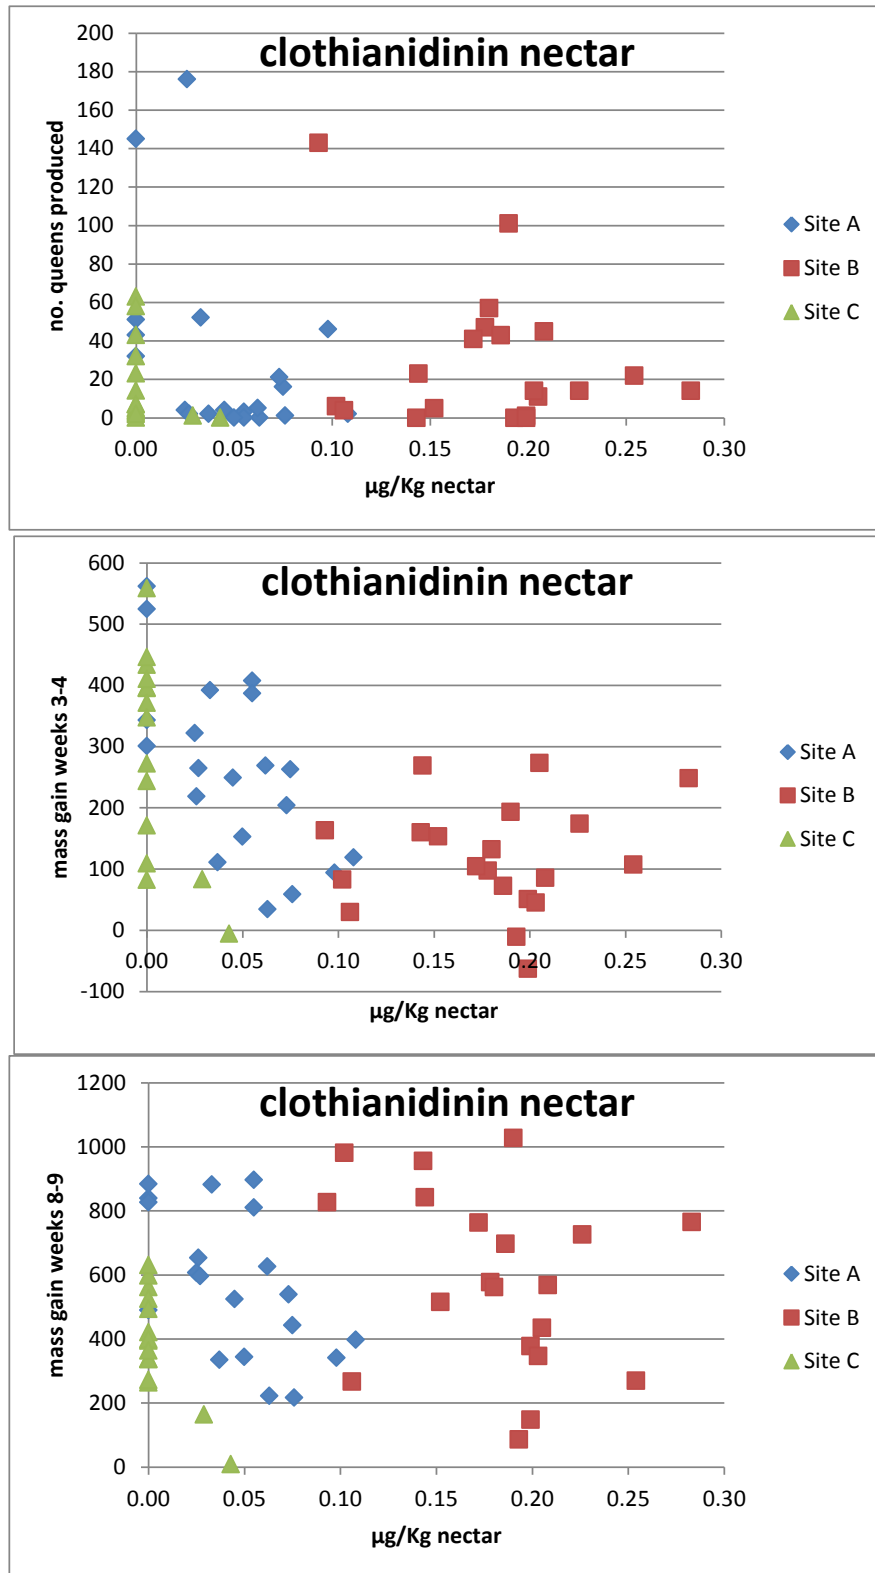 clothianidinin nectar
200
180
160
140
120
100
80
60
40
20
0
no. queens produced
0.00 0.05 0.10 0.15 0.20 0.25 0.30
µg/Kg nectar
Site A
Site B
Site C
clothianidinin nectar
600
500
400
300
200
100
0
-100
mass gain weeks 3-4
0.00 0.05 0.10 0.15 0.20 0.25 0.30
µg/Kg nectar
Site A
Site B
Site C
clothianidinin nectar
1200
1000
800
600
400
200
0
mass gain weeks 8-9
0.00 0.05 0.10 0.15 0.20 0.25 0.30
µg/Kg nectar
Site A
Site B
Site C